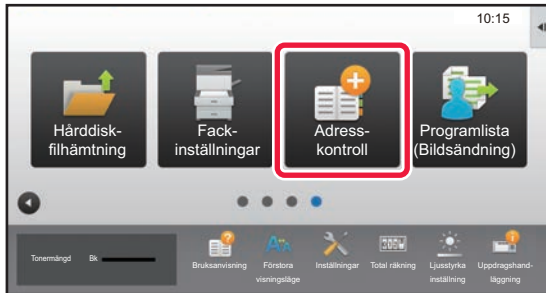 10:15
Hårddisk-
filhämtning
Fack-
inställningar
Adress-
kontroll
Programlista
(Bildsändning)
Tonermängd Bk
Bruksanvisning
Förstora
visningsläge
Inställningar
Total räkning
Ljusstyrka
inställning
Uppdragshand-
läggning